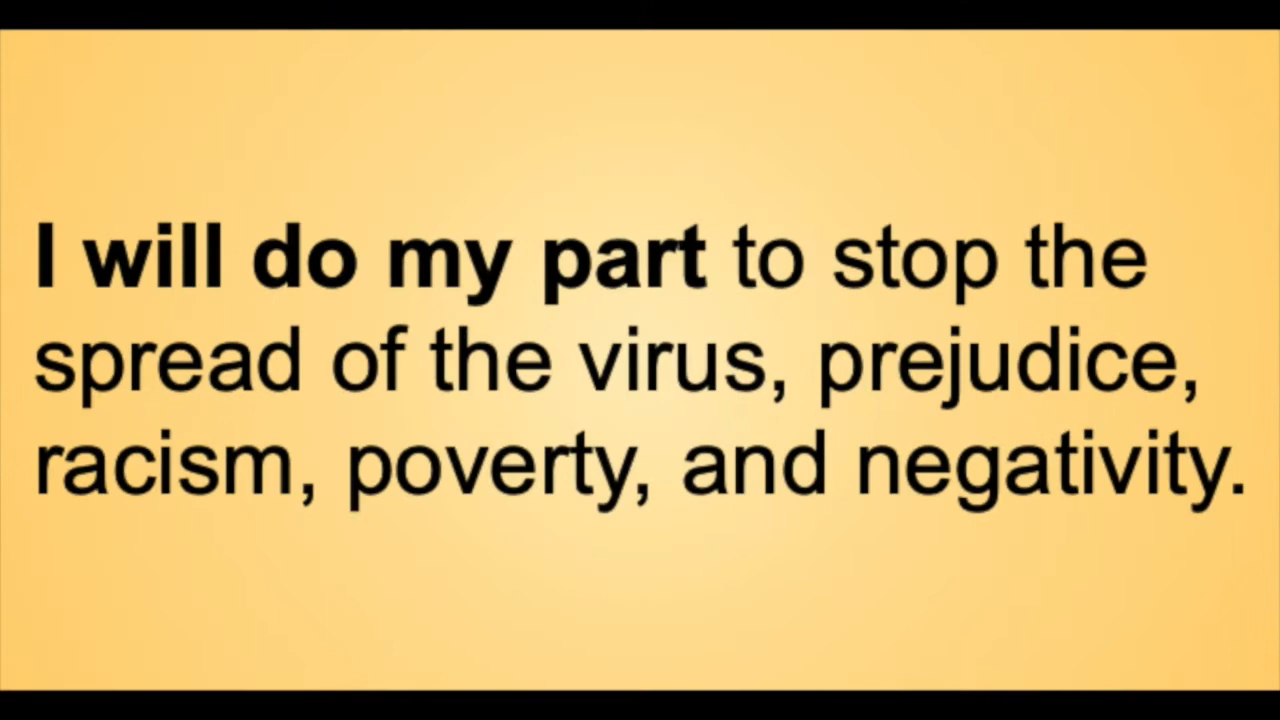 I will do my part to stop the
spread of the virus, prejudice,
racism, poverty, and negativity.